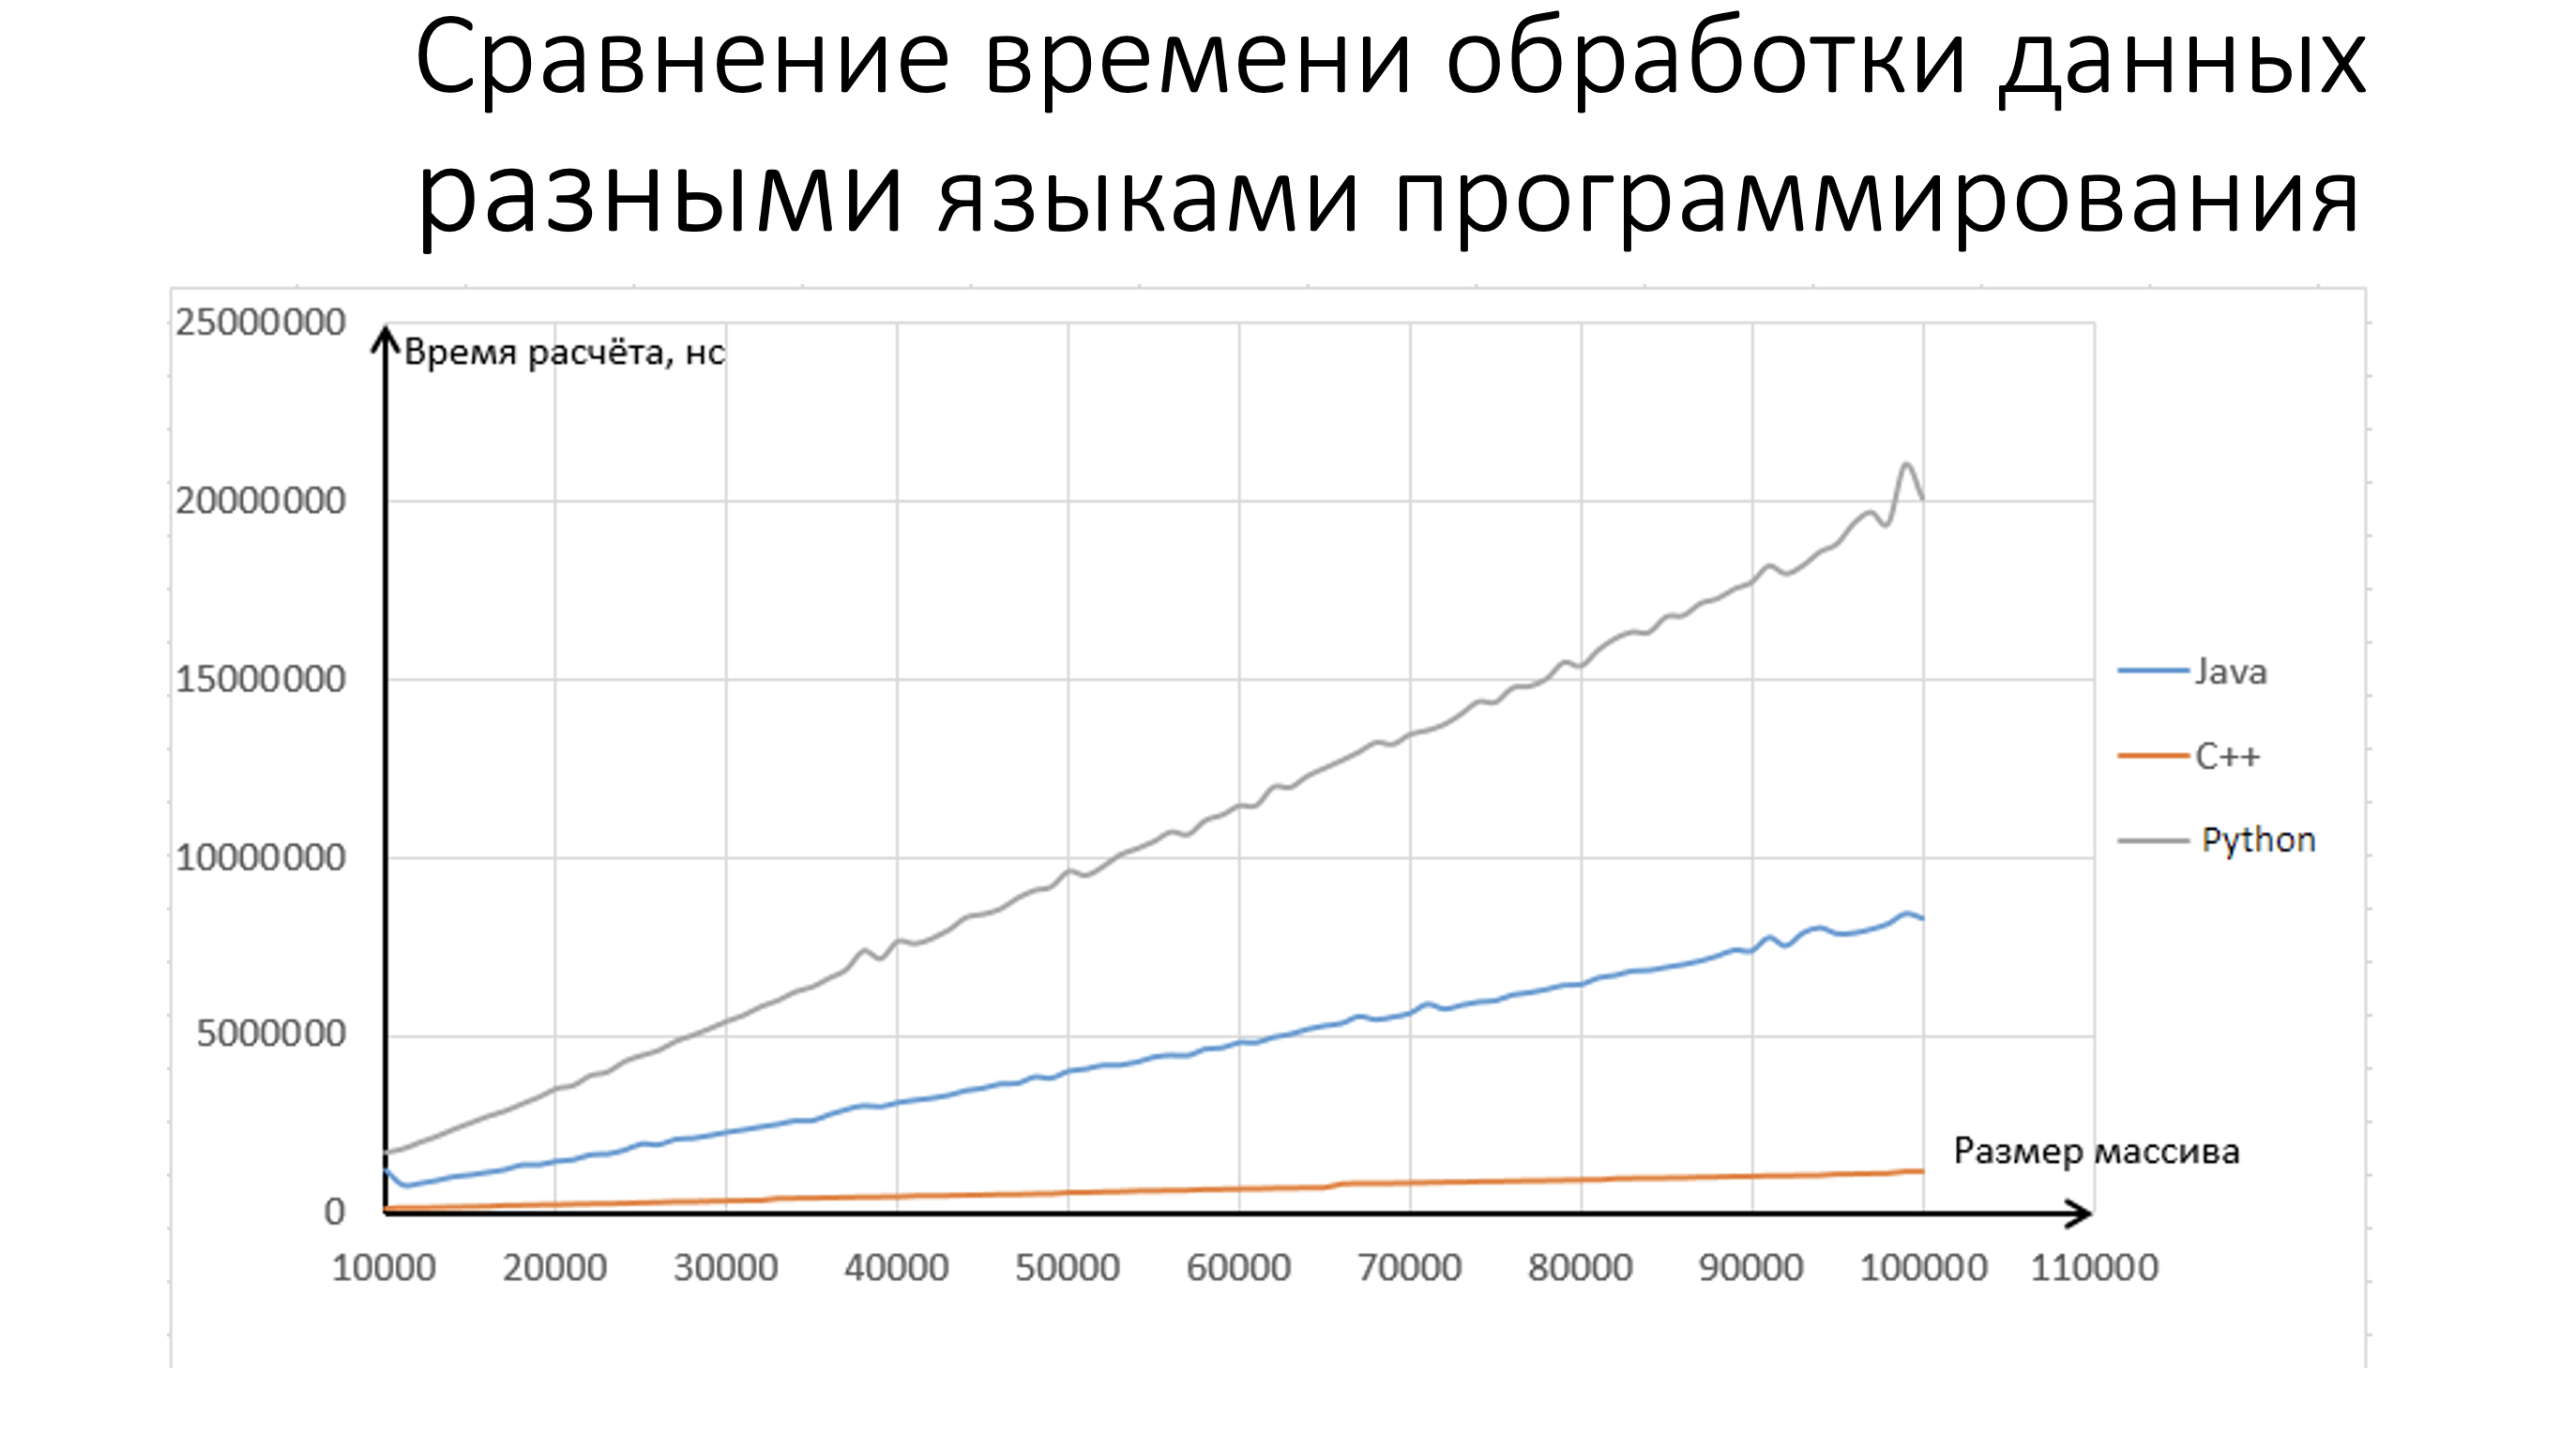 Сравнение времени обработки данных
разными языками программирования
25000000
Время расчёта, нс
20000000
15000000
Java
C++
Python
10000000
5000000
Размер массива
0
10000 20000 30000 40000 50000 60000 70000 80000 90000 100000 110000